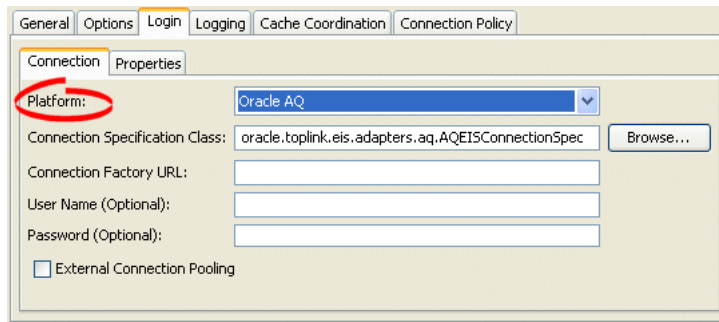 General Options Login Logging Cache Coordination Connection Policy
Connection Properties
Platform: Oracle AQ
Connection Specification Class: oracle.toplink.eis.adapters.aq.AQEISConnectionSpec Browse...
Connection Factory URL:
User Name (Optional):
Password (Optional):
External Connection Pooling